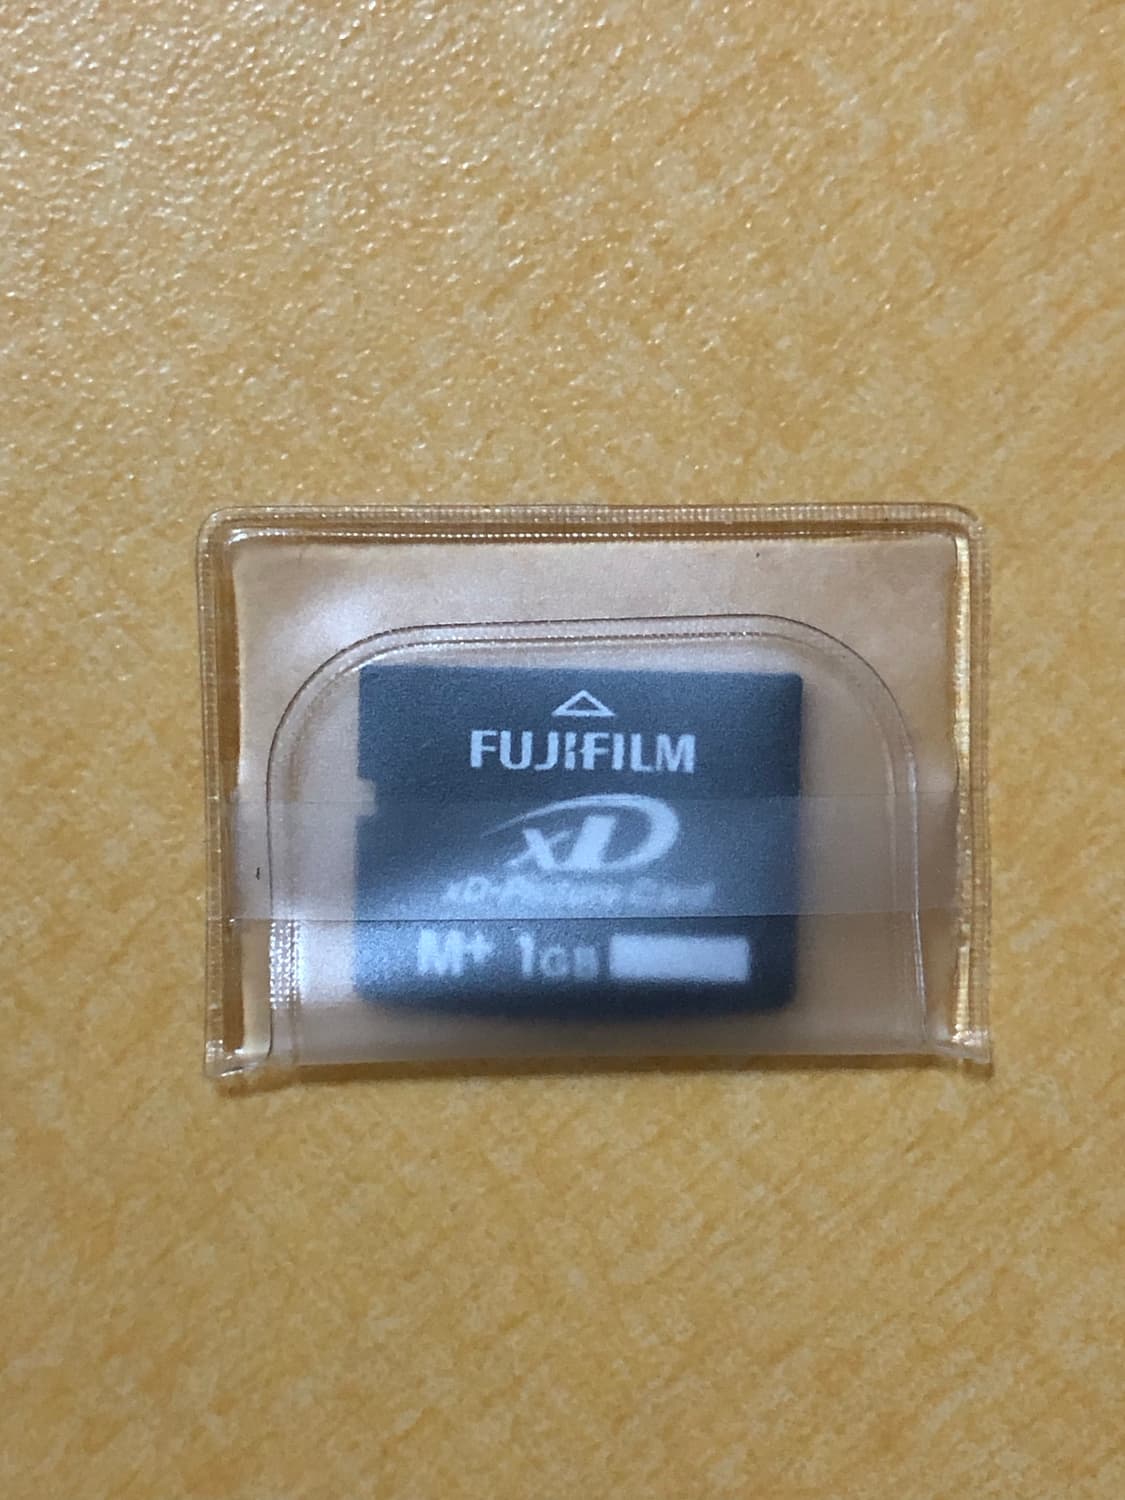 FUJIFILM
xD
xD-Picture Card
M+ 1GB